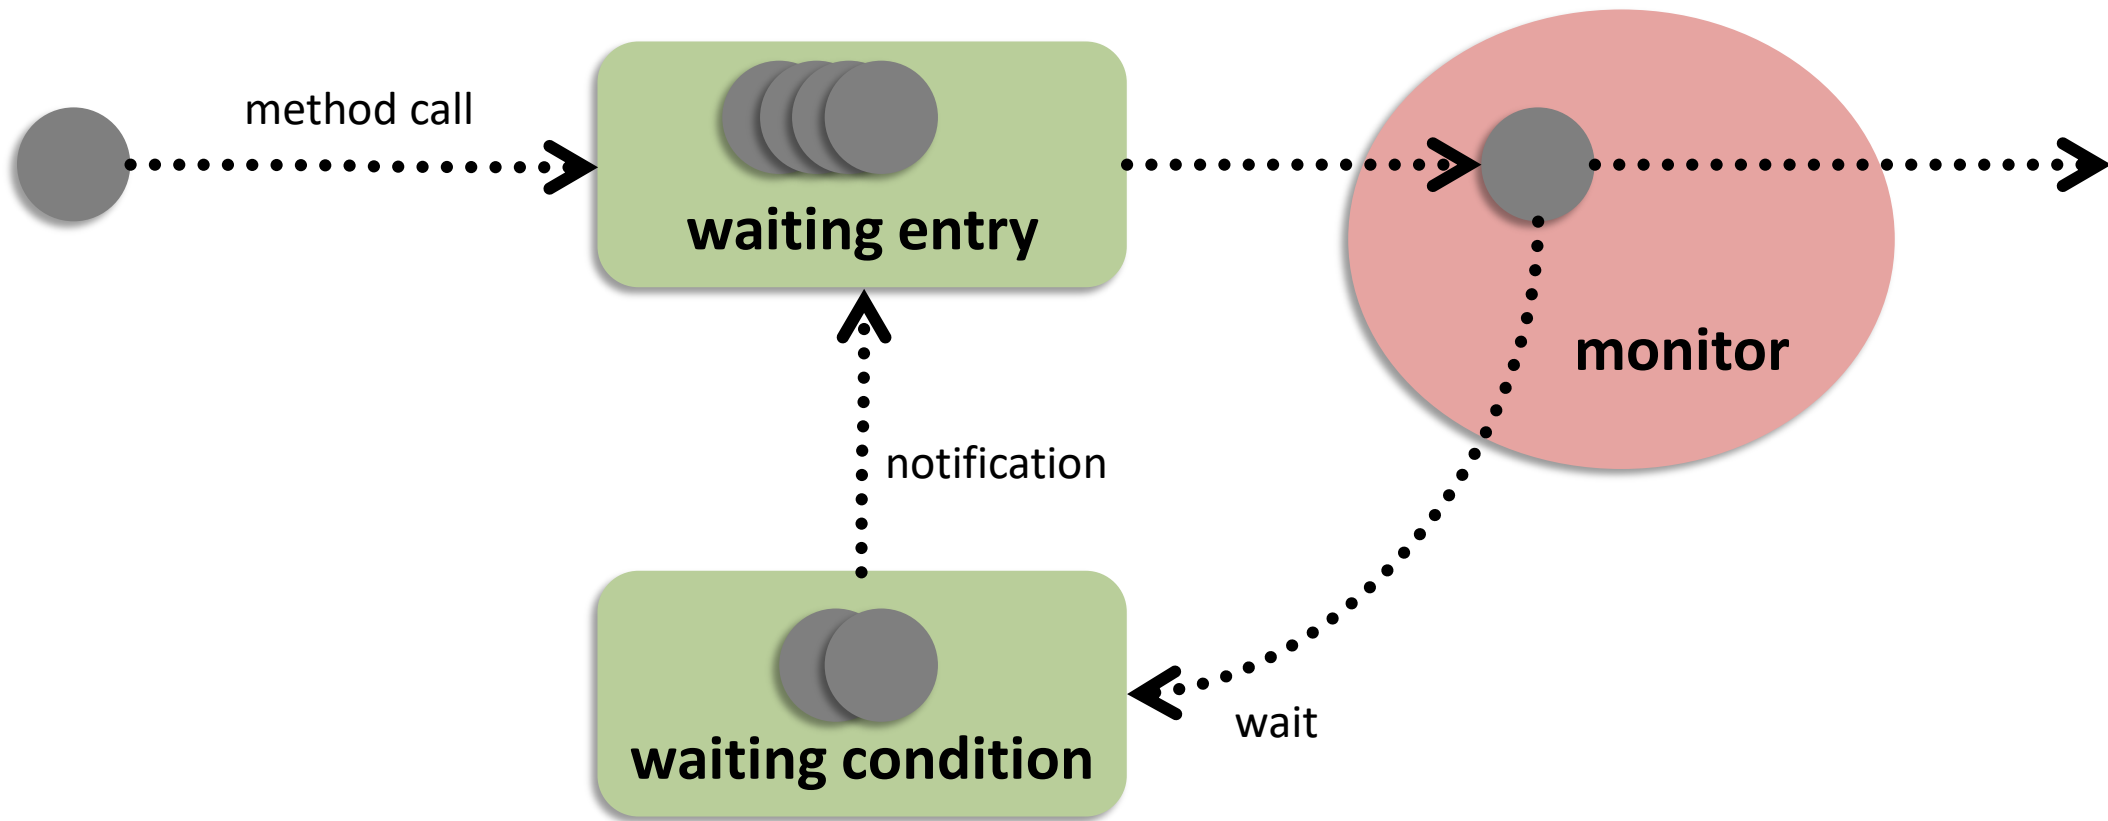 method call
waiting entry
monitor
notification
wait
waiting condition